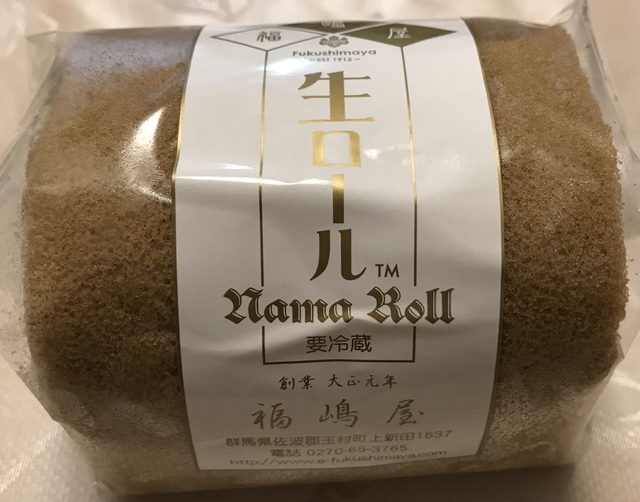 福嶋屋
Fukushimaya
EST.1912
生ロール
TM
Nama Roll
要冷蔵
創業 大正元年
福嶋屋
群馬県佐波郡玉村町上新田1637
電話 0270-65-3765
http://www.e-fukushimaya.com